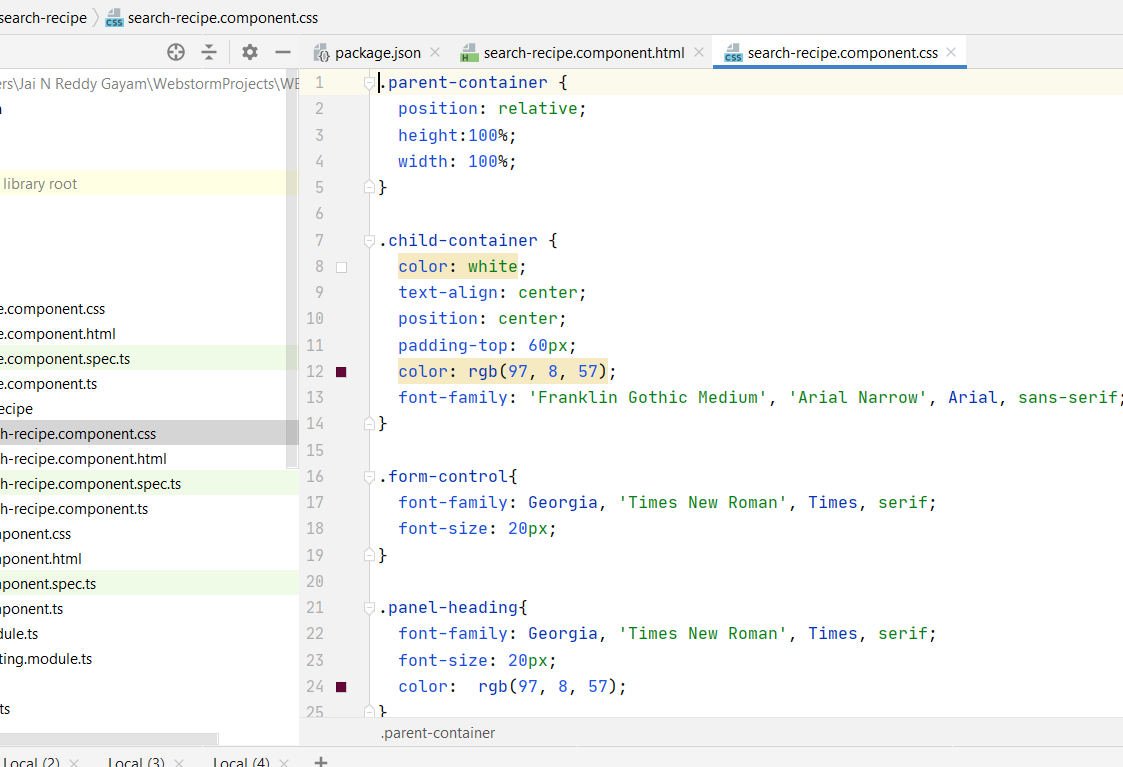 search-recipe search-recipe.component.css
package.json search-recipe.component.html search-recipe.component.css
ers\Jai N Reddy Gayam\WebstormProjects\WE
library root
e.component.css
e.component.html
e.component.spec.ts
e.component.ts
ecipe
h-recipe.component.css
h-recipe.component.html
h-recipe.component.spec.ts
h-recipe.component.ts
mponent.css
mponent.html
mponent.spec.ts
mponent.ts
dule.ts
ting.module.ts
ts
1 .parent-container {
2 position: relative;
3 height:100%;
4 width: 100%;
5 }
6
7 .child-container {
8 color: white;
9 text-align: center;
10 position: center;
11 padding-top: 60px;
12 color: rgb(97, 8, 57);
13 font-family: 'Franklin Gothic Medium', 'Arial Narrow', Arial, sans-serif;
14 }
15
16 .form-control{
17 font-family: Georgia, 'Times New Roman', Times, serif;
18 font-size: 20px;
19 }
20
21 .panel-heading{
22 font-family: Georgia, 'Times New Roman', Times, serif;
23 font-size: 20px;
24 color:  rgb(97, 8, 57);
25 }
.parent-container
Local (2) Local (3) Local (4)